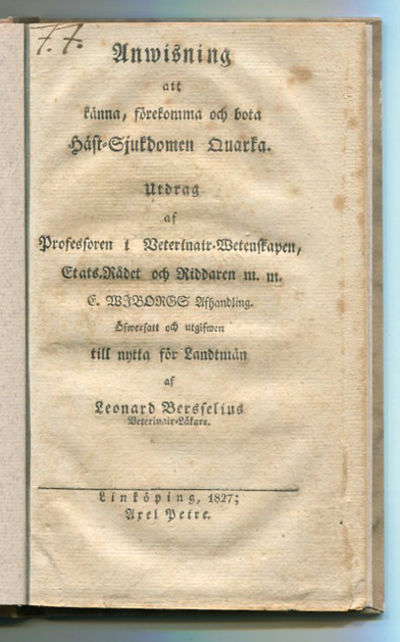 7.7.
Anwisning
att
känna, förekomma och bota
Häst-Sjukdomen Quarka.
Utdrag
af
Professoren i Veterinair-Wetenskapen,
Etats-Rådet och Riddaren m. m.
E. WIBORGS Afhandling.
Öfwersatt och utgifwen
till nytta för Landtmän
af
Leonard Bersselius
Veterinair-Läkare.
Linköping, 1827;
Axel Petre.